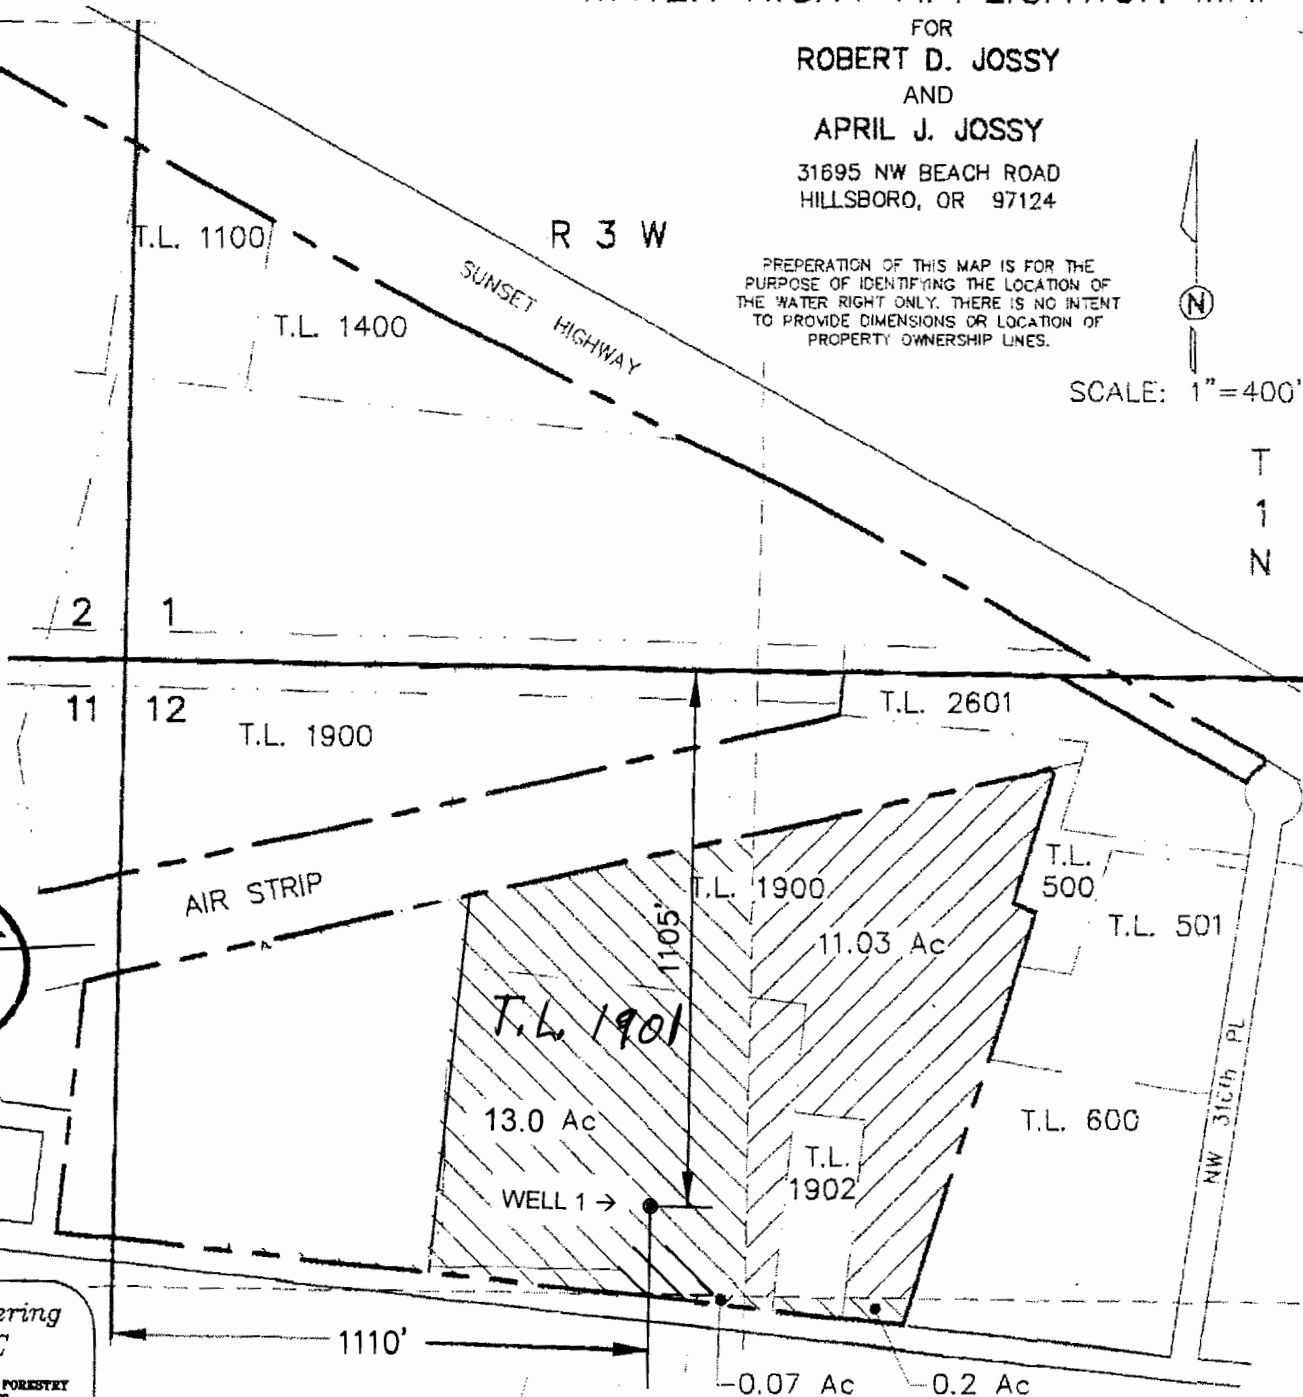 FOR
ROBERT D. JOSSY
AND
APRIL J. JOSSY
31695 NW BEACH ROAD
HILLSBORO, OR 97124
PREPERATION OF THIS MAP IS FOR THE
PURPOSE OF IDENTIFYING THE LOCATION OF
THE WATER RIGHT ONLY. THERE IS NO INTENT
TO PROVIDE DIMENSIONS OR LOCATION OF
PROPERTY OWNERSHIP LINES.
N
SCALE: 1"=400'
T
1
N
R 3 W
SUNSET HIGHWAY
T.L. 1100
T.L. 1400
2
1
11
12
T.L. 1900
T.L. 2601
AIR STRIP
T.L. 1900
11.03 Ac
T.L.
500
T.L. 501
1105'
T.L. 1901
13.0 Ac
WELL 1 →
T.L.
1902
T.L. 600
NW 316th PL
1110'
0.07 Ac
0.2 Ac
FORESTRY